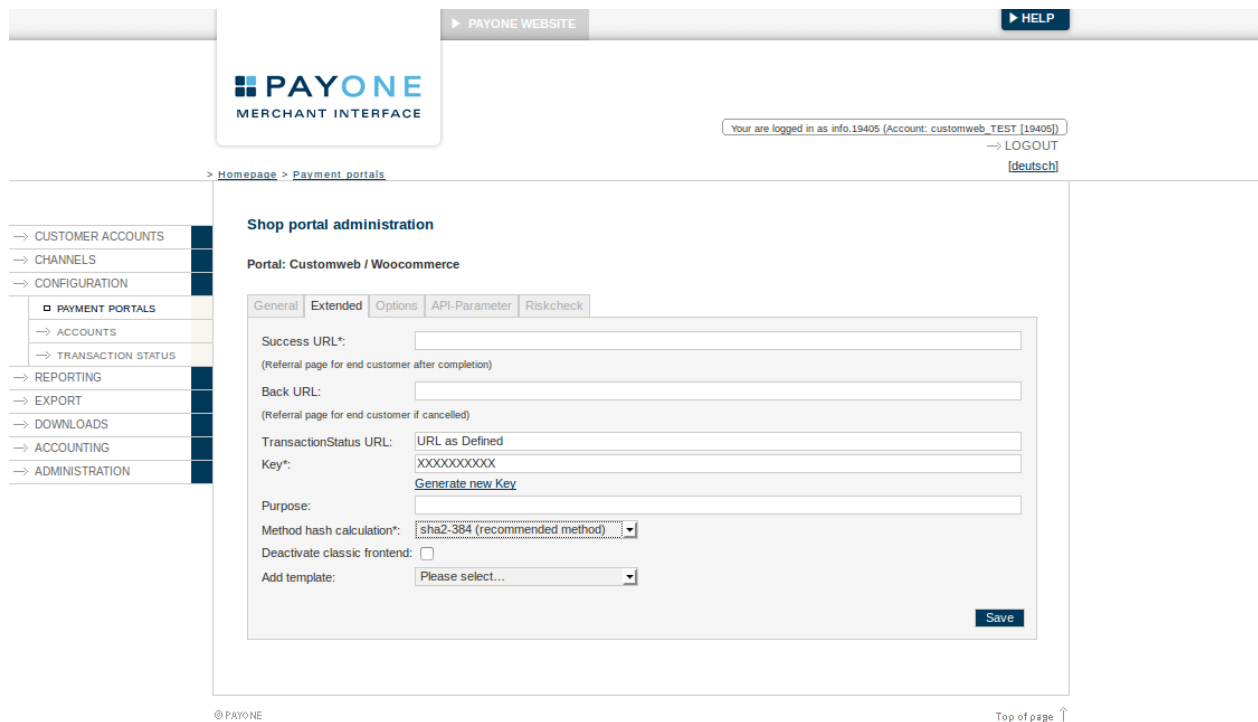 PAYONE WEBSITE
HELP
PAYONE
MERCHANT INTERFACE
Your are logged in as info.19405 (Account: customweb_TEST [19405])
LOGOUT
[deutsch]
> Homepage > Payment portals
CUSTOMER ACCOUNTS
CHANNELS
CONFIGURATION
PAYMENT PORTALS
ACCOUNTS
TRANSACTION STATUS
REPORTING
EXPORT
DOWNLOADS
ACCOUNTING
ADMINISTRATION
Shop portal administration
Portal: Customweb / Woocommerce
General Extended Options API-Parameter Riskcheck
Success URL*:
(Referral page for end customer after completion)
Back URL:
(Referral page for end customer if cancelled)
TransactionStatus URL: URL as Defined
Key*: XXXXXXXXXX
Generate new Key
Purpose:
Method hash calculation*: sha2-384 (recommended method)
Deactivate classic frontend:
Add template: Please select...
Save
© PAYONE
Top of page